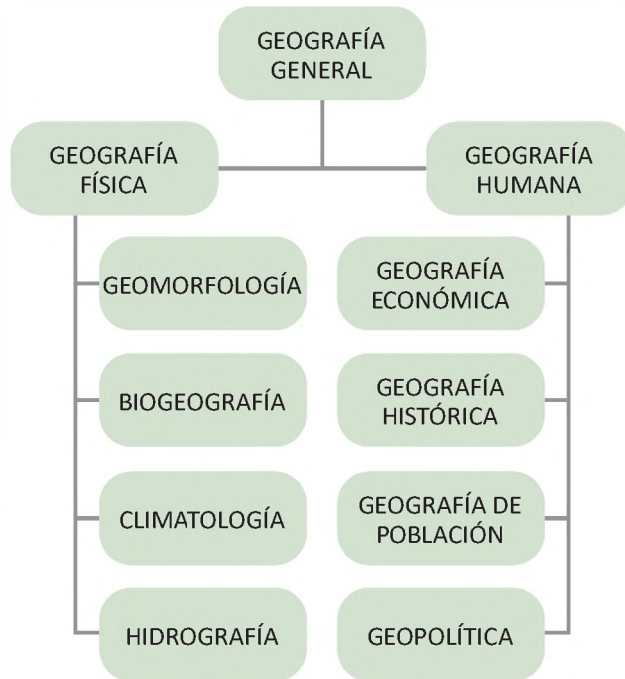 GEOGRAFÍA
GENERAL
GEOGRAFÍA
FÍSICA
GEOGRAFÍA
HUMANA
GEOMORFOLOGÍA
BIOGEOGRAFÍA
CLIMATOLOGÍA
HIDROGRAFÍA
GEOGRAFÍA
ECONÓMICA
GEOGRAFÍA
HISTÓRICA
GEOGRAFÍA DE
POBLACIÓN
GEOPOLÍTICA